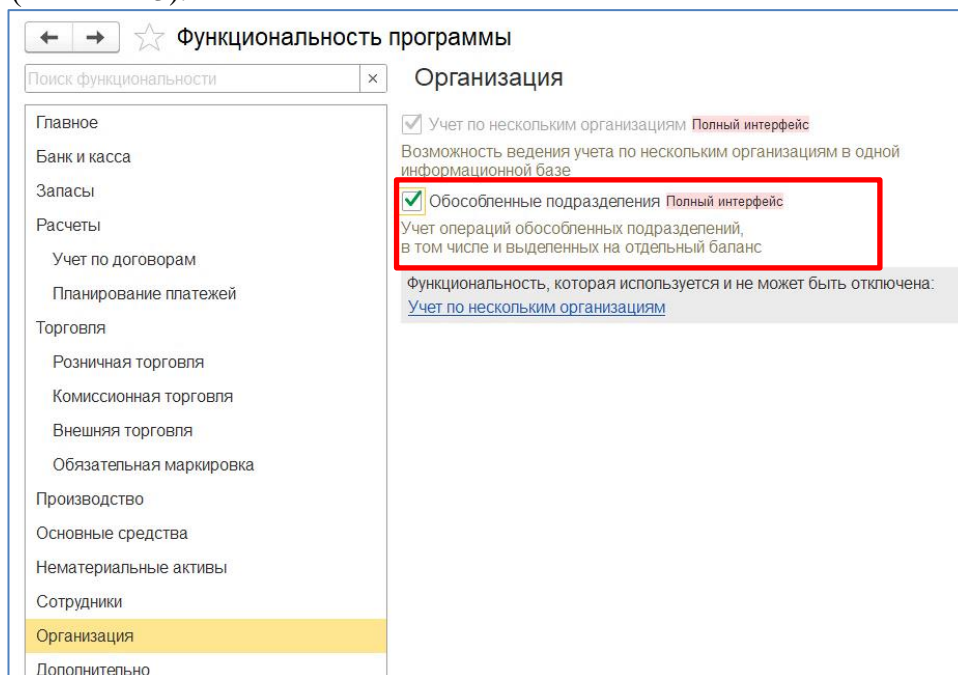 Функциональность программы
Поиск функциональности ×
Главное
Банк и касса
Запасы
Расчеты
Учет по договорам
Планирование платежей
Торговля
Розничная торговля
Комиссионная торговля
Внешняя торговля
Обязательная маркировка
Производство
Основные средства
Нематериальные активы
Сотрудники
Организация
Дополнительно
Организация
Учет по нескольким организациям Полный интерфейс
Возможность ведения учета по нескольким организациям в одной
информационной базе
Обособленные подразделения Полный интерфейс
Учет операций обособленных подразделений,
в том числе и выделенных на отдельный баланс
Функциональность, которая используется и не может быть отключена:
Учет по нескольким организациям